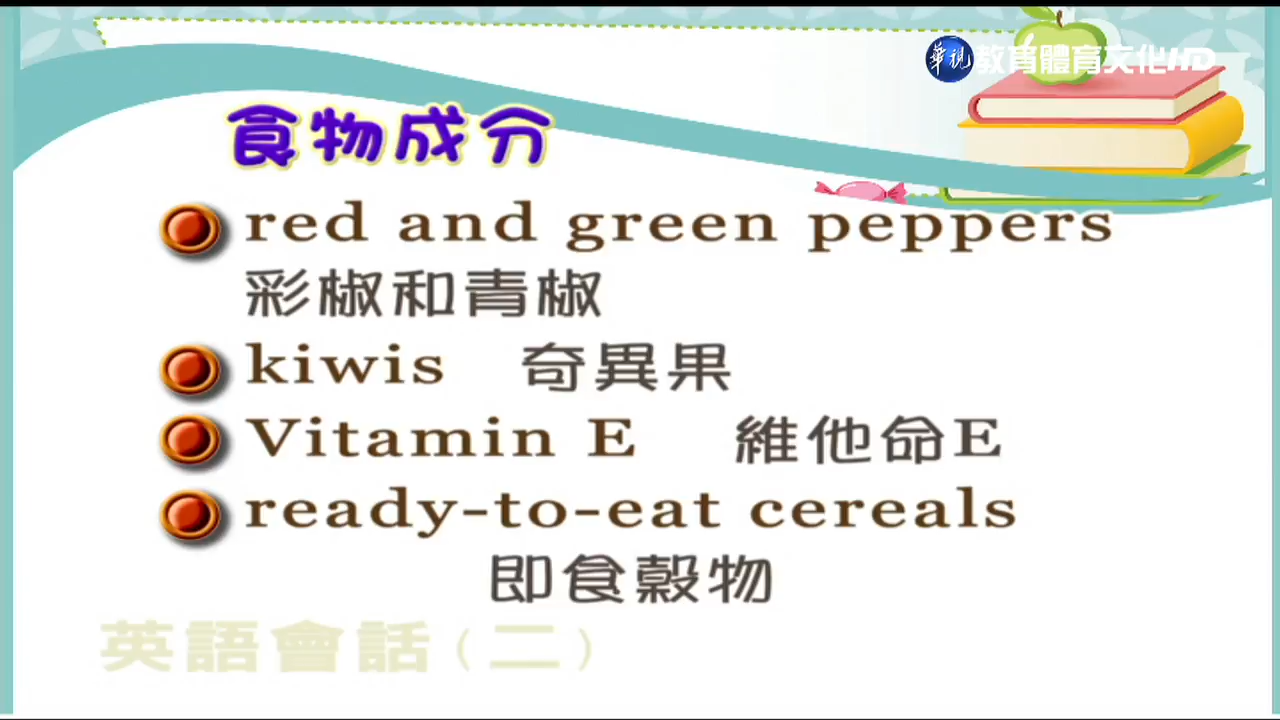 華視 教育體育文化HD
食物成分
red and green peppers
彩椒和青椒
kiwis 奇異果
Vitamin E 維他命E
ready-to-eat cereals
即食穀物
英語會話(二)